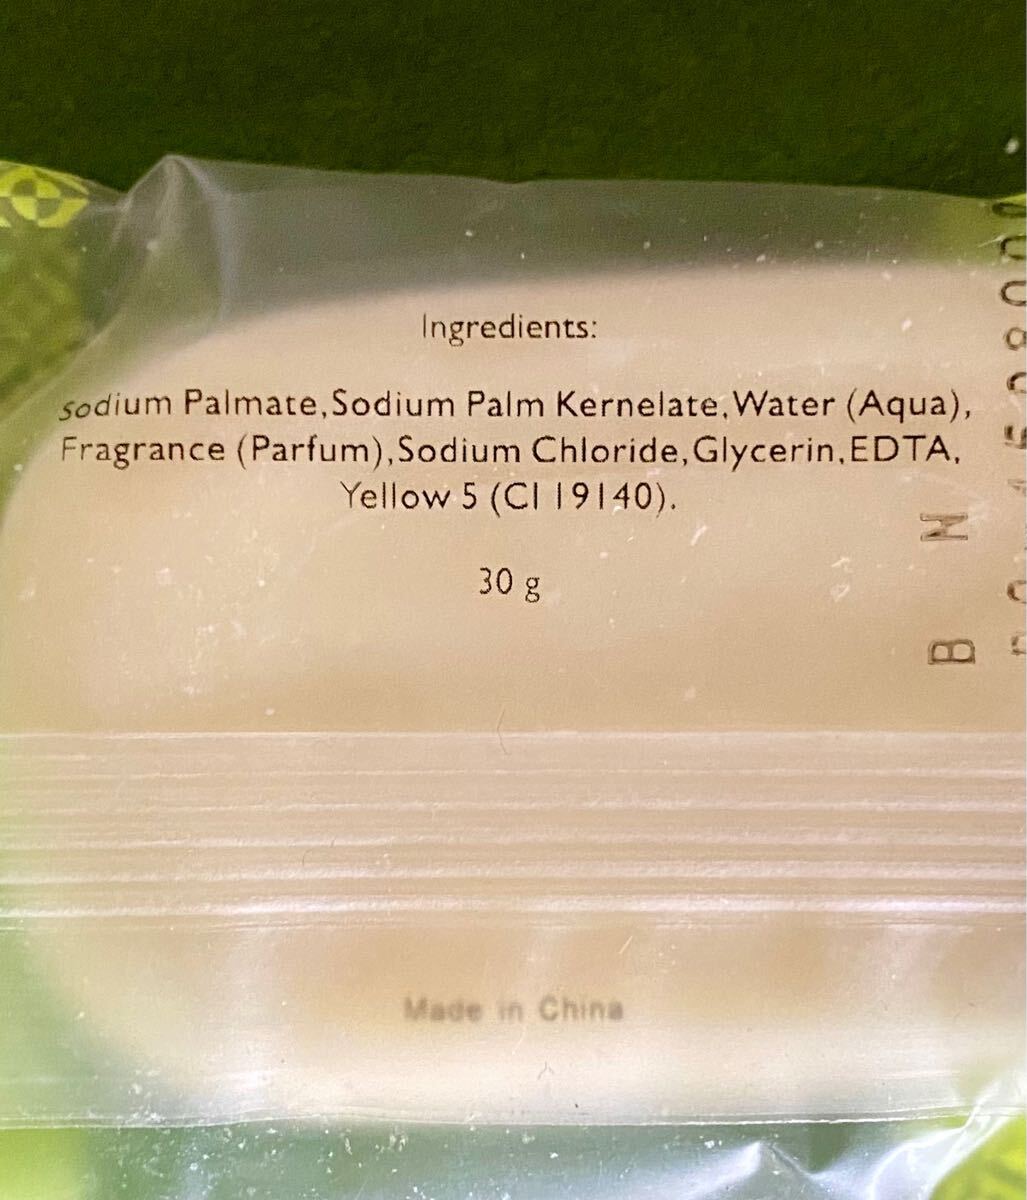 Ingredients:
sodium Palmate,Sodium Palm Kernelate,Water (Aqua),
Fragrance (Parfum),Sodium Chloride,Glycerin,EDTA,
Yellow 5 (CI 19140).
30 g
B N
Made in China